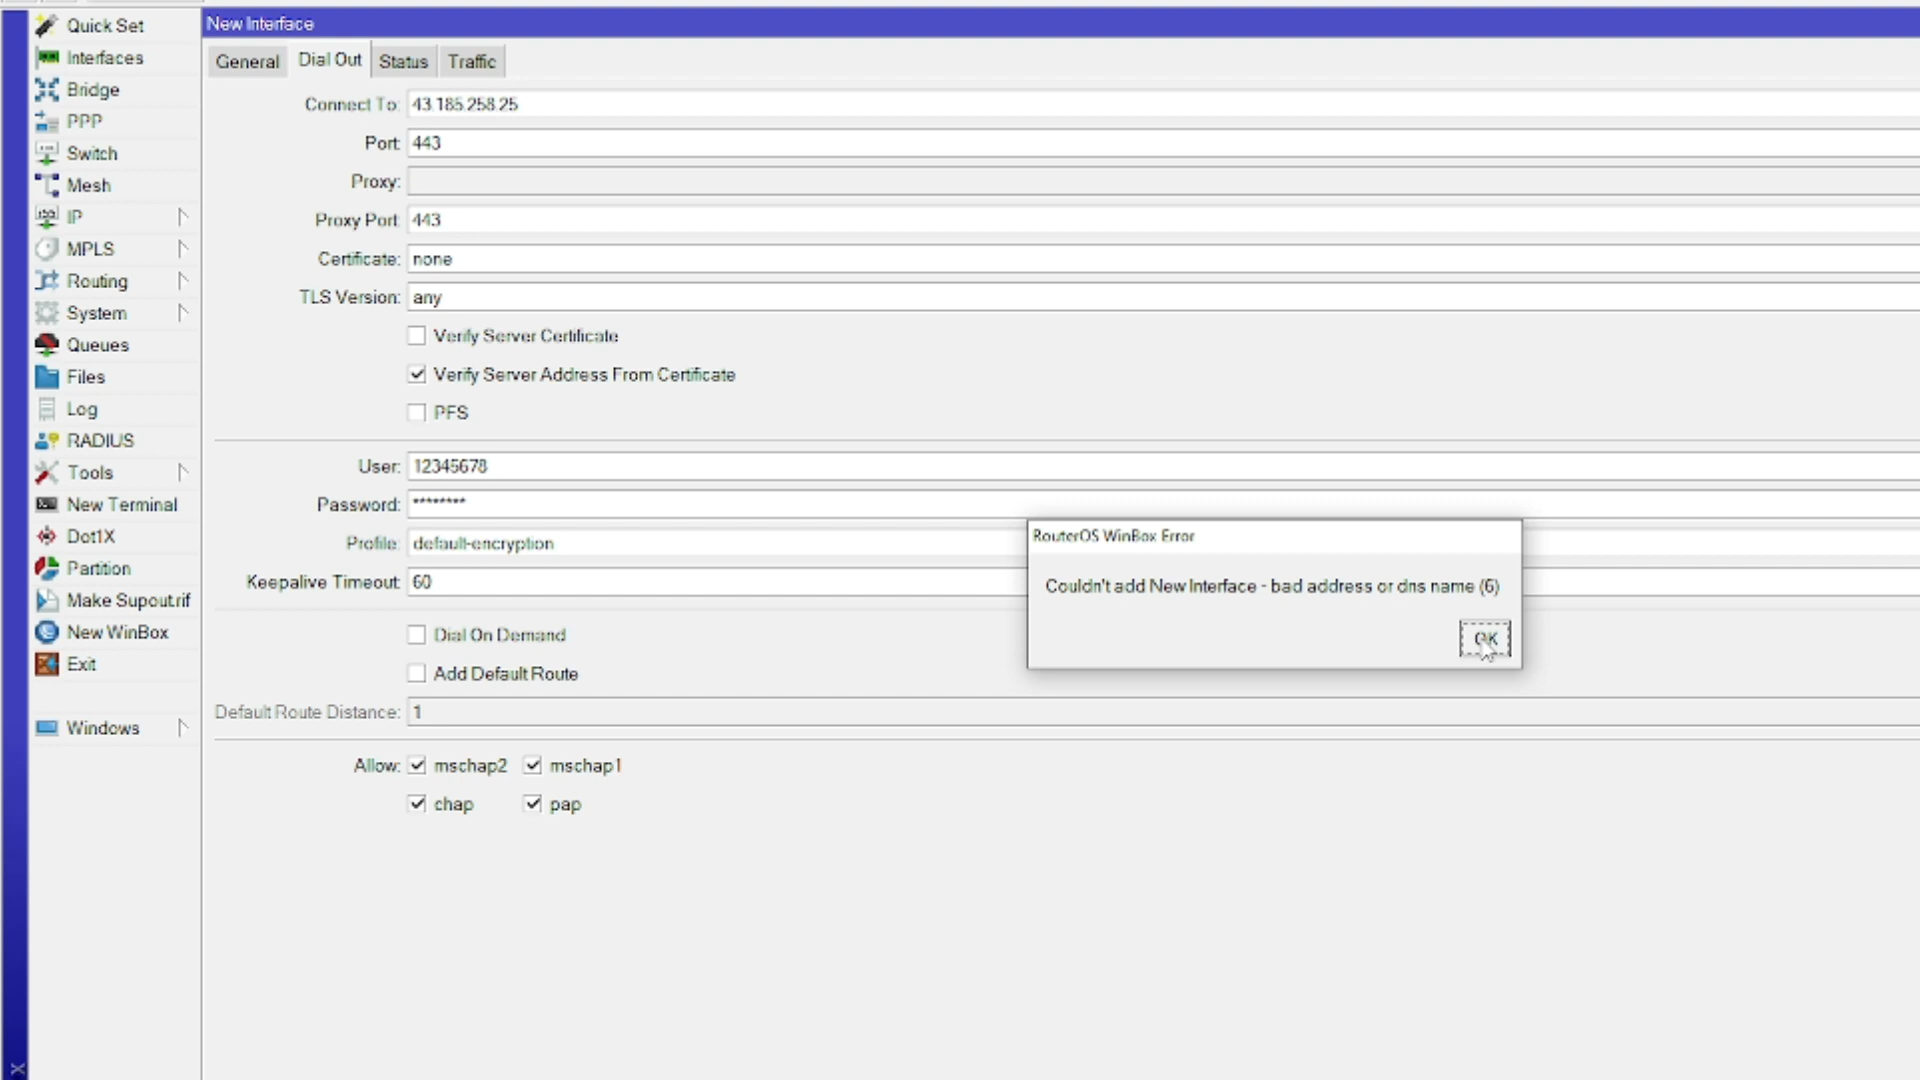 Quick Set
Interfaces
Bridge
PPP
Switch
Mesh
IP
MPLS
Routing
System
Queues
Files
Log
RADIUS
Tools
New Terminal
Dot1X
Partition
Make Supout.rif
New WinBox
Exit
Windows
New Interface
General Dial Out Status Traffic
Connect To: 43.185.258.25
Port: 443
Proxy:
Proxy Port: 443
Certificate: none
TLS Version: any
Verify Server Certificate
Verify Server Address From Certificate
PFS
User: 12345678
Password: ********
Profile: default-encryption
Keepalive Timeout: 60
Dial On Demand
Add Default Route
Default Route Distance: 1
Allow: mschap2 mschap1
chap pap
RouterOS WinBox Error
Couldn't add New Interface - bad address or dns name (6)
OK